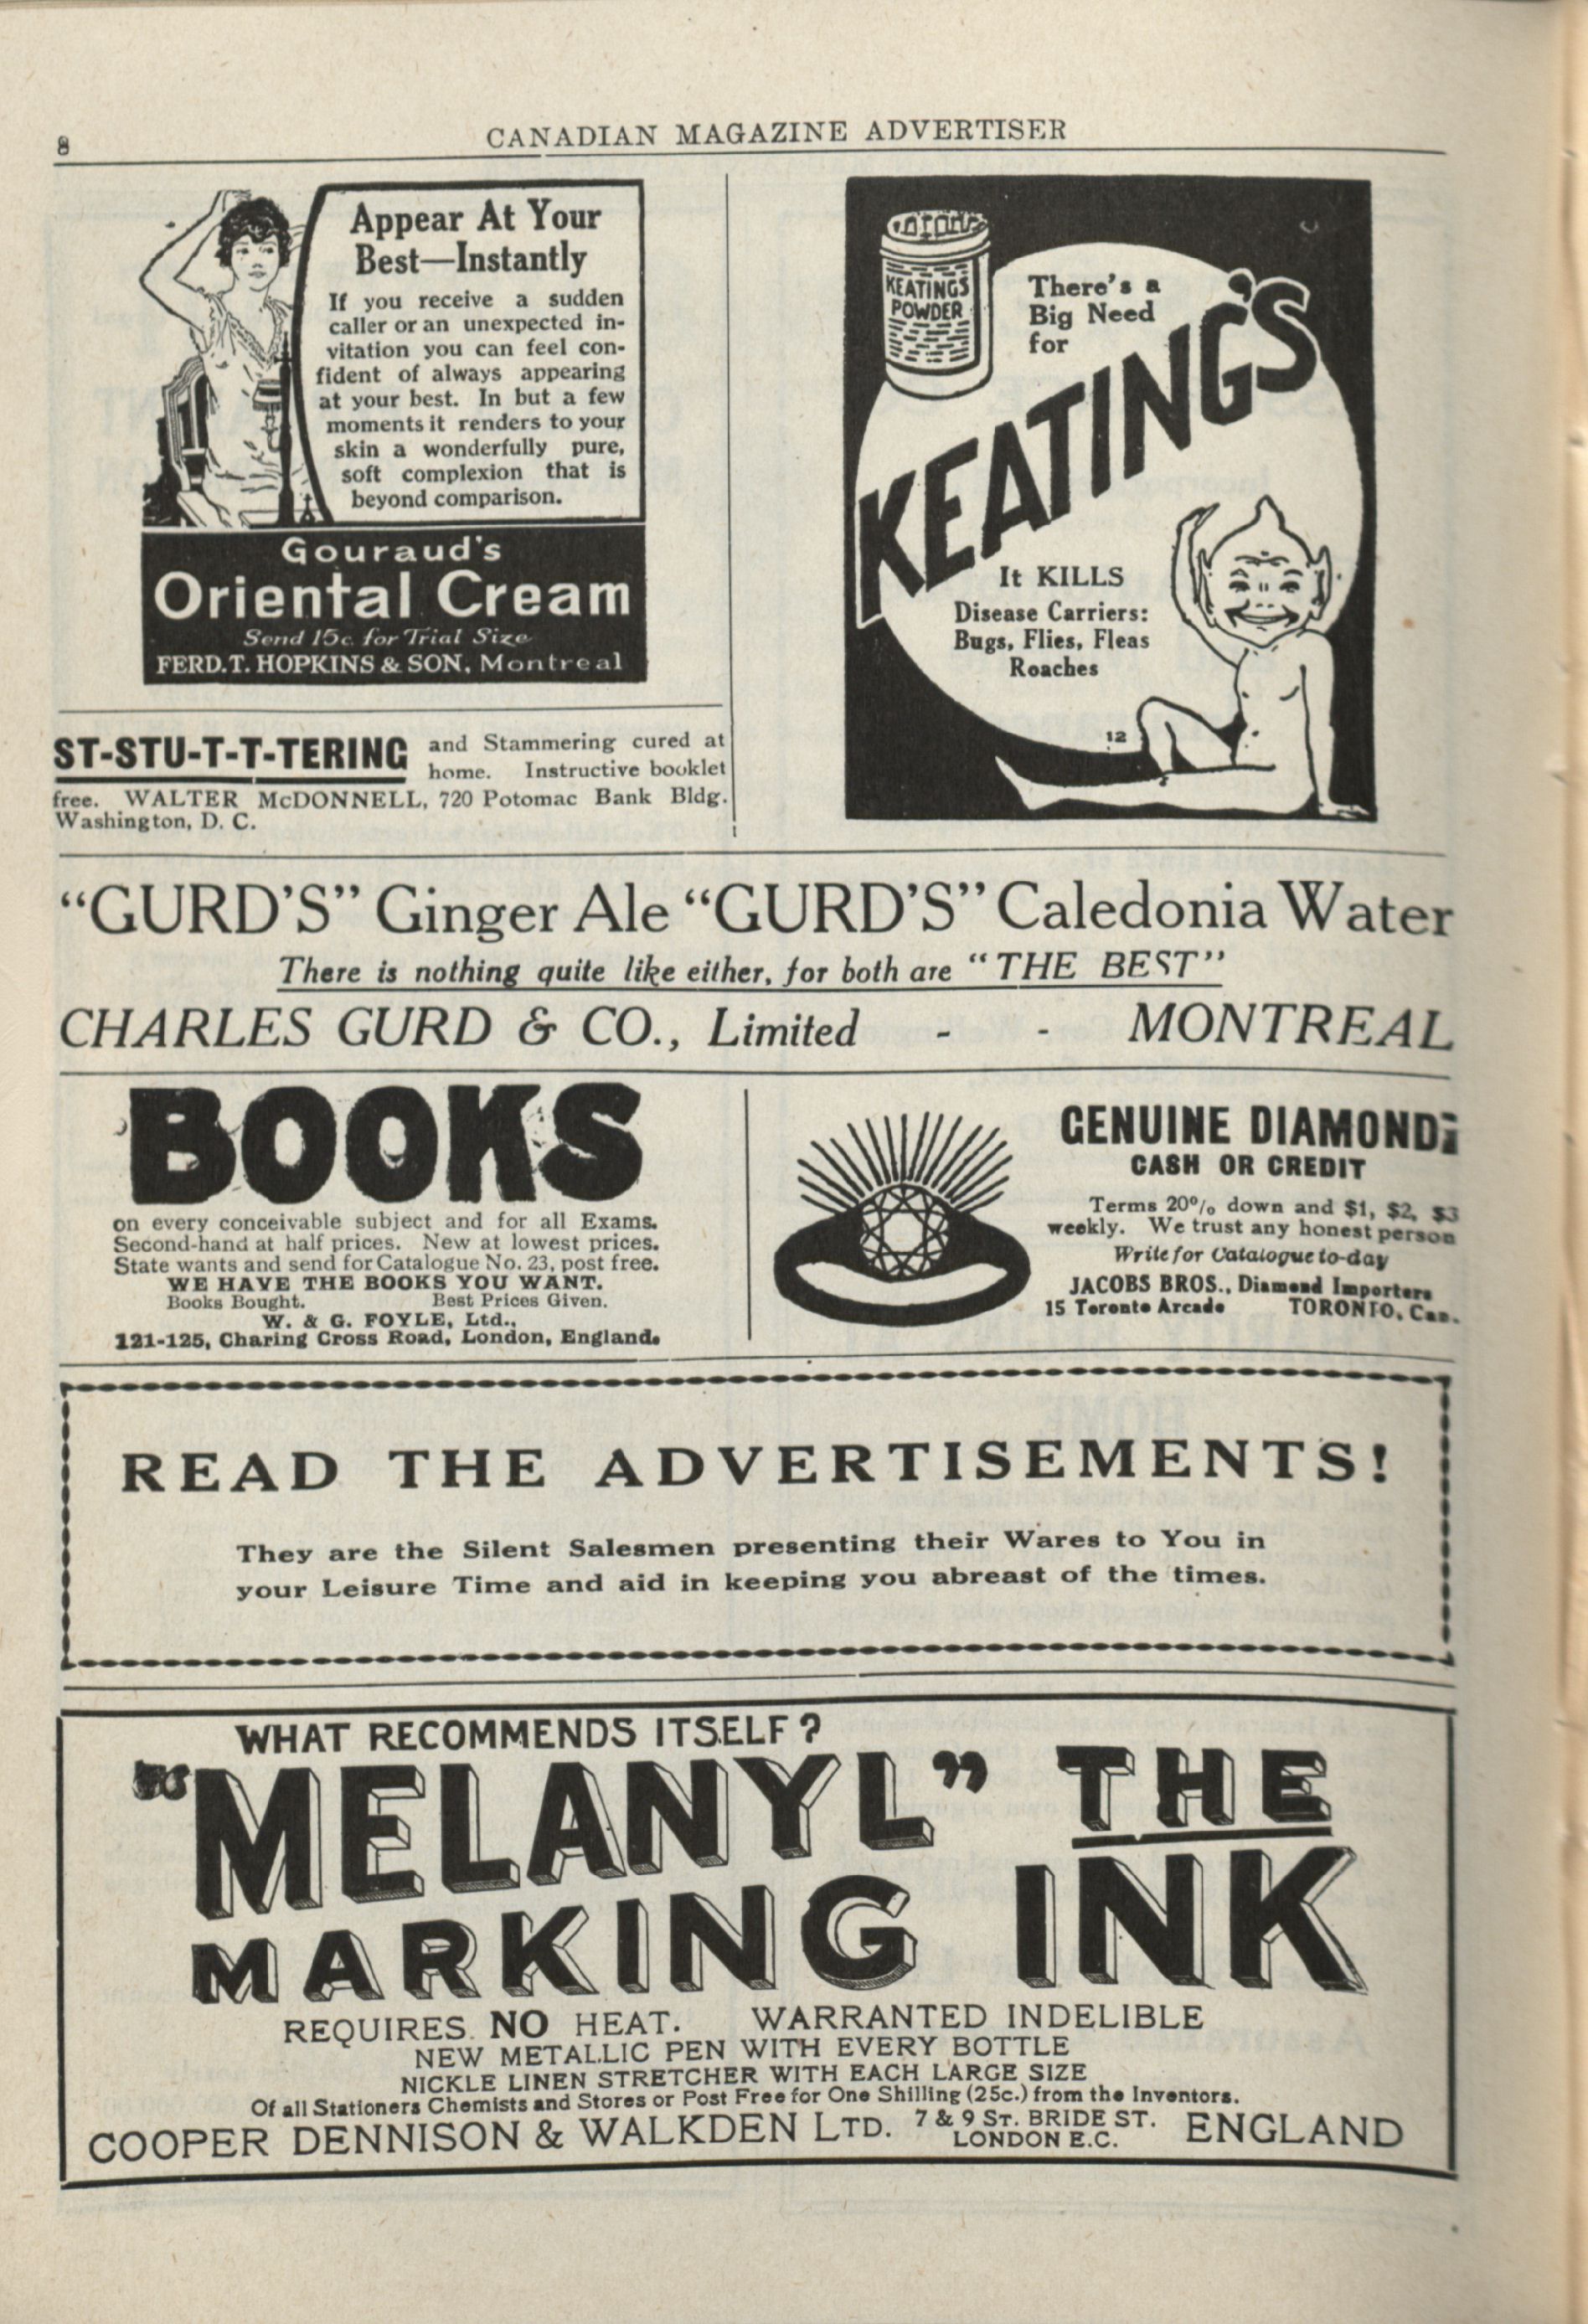 8
CANADIAN MAGAZINE ADVERTISER
Appear At Your
Best—Instantly
If you receive a sudden
caller or an unexpected in-
vitation you can feel con-
fident of always appearing
at your best. In but a few
moments it renders to your
skin a wonderfully pure,
soft complexion that is
beyond comparison.
Gouraud's
Oriental Cream
Send 15c. for Trial Size
FERD. T. HOPKINS & SON, Montreal
ST-STU-T-T-TERING and Stammering cured at
home. Instructive booklet
free. WALTER McDONNELL, 720 Potomac Bank Bldg.
Washington, D. C.
KEATING'S
POWDER
There's a
Big Need
for
KEATING'S
It KILLS
Disease Carriers:
Bugs, Flies, Fleas
Roaches
12
"GURD'S" Ginger Ale "GURD'S" Caledonia Water
There is nothing quite like either, for both are "THE BEST"
CHARLES GURD & CO., Limited - - MONTREAL
BOOKS
on every conceivable subject and for all Exams.
Second-hand at half prices. New at lowest prices.
State wants and send for Catalogue No. 23, post free.
WE HAVE THE BOOKS YOU WANT.
Books Bought. Best Prices Given.
W. & G. FOYLE, Ltd.,
121-125, Charing Cross Road, London, England.
GENUINE DIAMONDS
CASH OR CREDIT
Terms 20% down and $1, $2, $3
weekly. We trust any honest person
Write for Catalogue to-day
JACOBS BROS., Diamond Importers
15 Toronto Arcade TORONTO, Can.
READ THE ADVERTISEMENTS!
They are the Silent Salesmen presenting their Wares to You in
your Leisure Time and aid in keeping you abreast of the times.
WHAT RECOMMENDS ITSELF?
"MELANYL" THE
MARKING INK
REQUIRES NO HEAT. WARRANTED INDELIBLE
NEW METALLIC PEN WITH EVERY BOTTLE
NICKLE LINEN STRETCHER WITH EACH LARGE SIZE
Of all Stationers Chemists and Stores or Post Free for One Shilling (25c.) from the Inventors.
COOPER DENNISON & WALKDEN LTD. 7 & 9 ST. BRIDE ST. LONDON E.C. ENGLAND